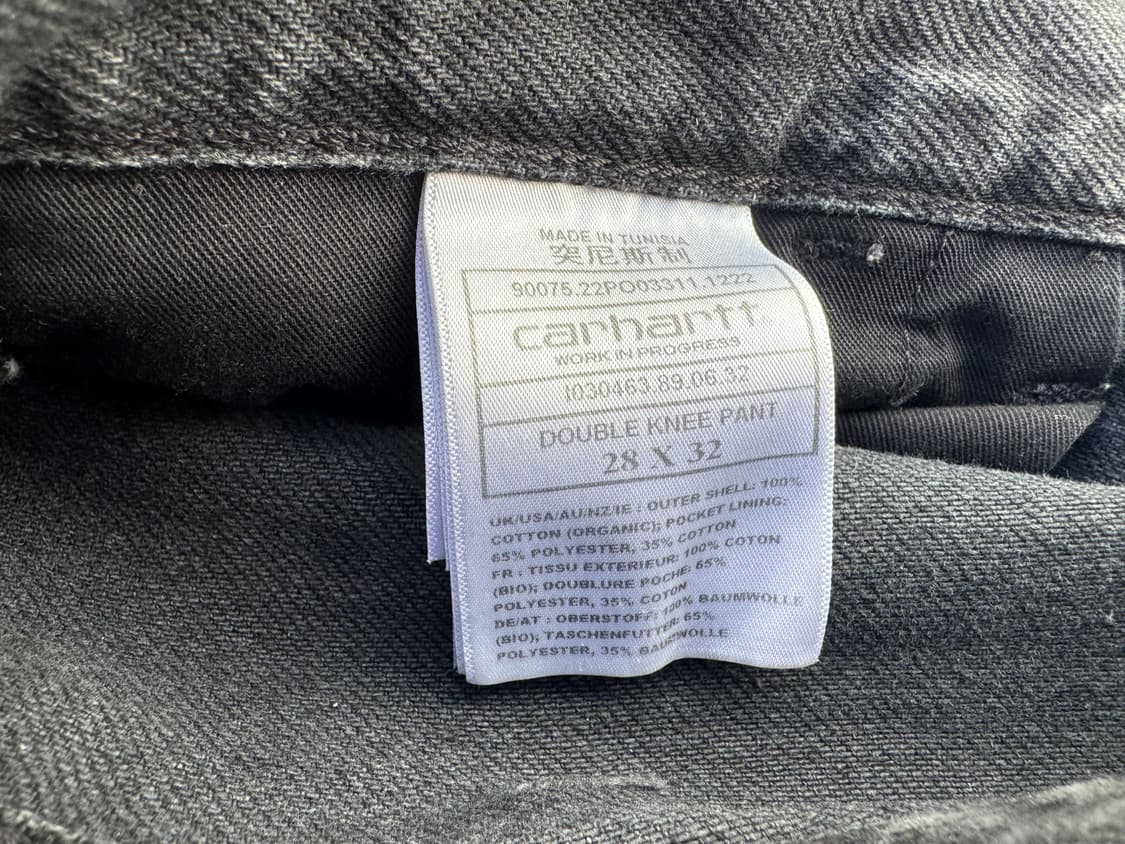 MADE IN TUNISIA
突尼斯制
90075.22PO03311.1222
carhartt
WORK IN PROGRESS
I030463.89.06.32
DOUBLE KNEE PANT
28 X 32
UK/USA/AU/NZ/IE : OUTER SHELL: 100%
COTTON (ORGANIC); POCKET LINING:
65% POLYESTER, 35% COTTON
FR : TISSU EXTERIEUR: 100% COTON
(BIO); DOUBLURE POCHE: 65%
POLYESTER, 35% COTON
DE/AT : OBERSTOFF: 100% BAUMWOLLE
(BIO); TASCHENFUTTER: 65%
POLYESTER, 35% BAUMWOLLE